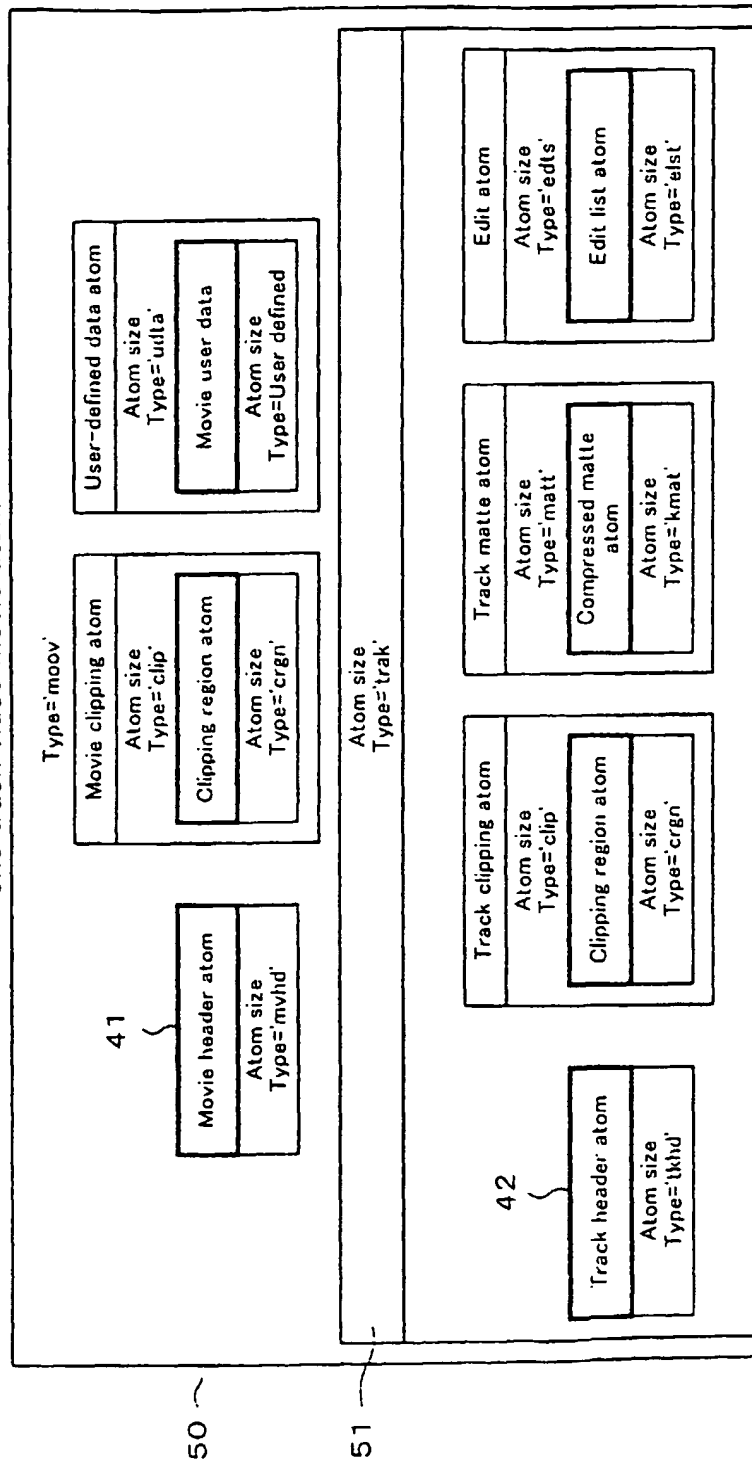 Type='moov'
50
41
Movie header atom
Atom size
Type='mvhd'
Movie clipping atom
Atom size
Type='clip'
Clipping region atom
Atom size
Type='crgn'
User-defined data atom
Atom size
Type='udta'
Movie user data
Atom size
Type=User defined
51
Atom size
Type='trak'
42
Track header atom
Atom size
Type='tkhd'
Track clipping atom
Atom size
Type='clip'
Clipping region atom
Atom size
Type='crgn'
Track matte atom
Atom size
Type='matt'
Compressed matte
atom
Atom size
Type='kmat'
Edit atom
Atom size
Type='edts'
Edit list atom
Atom size
Type='elst'